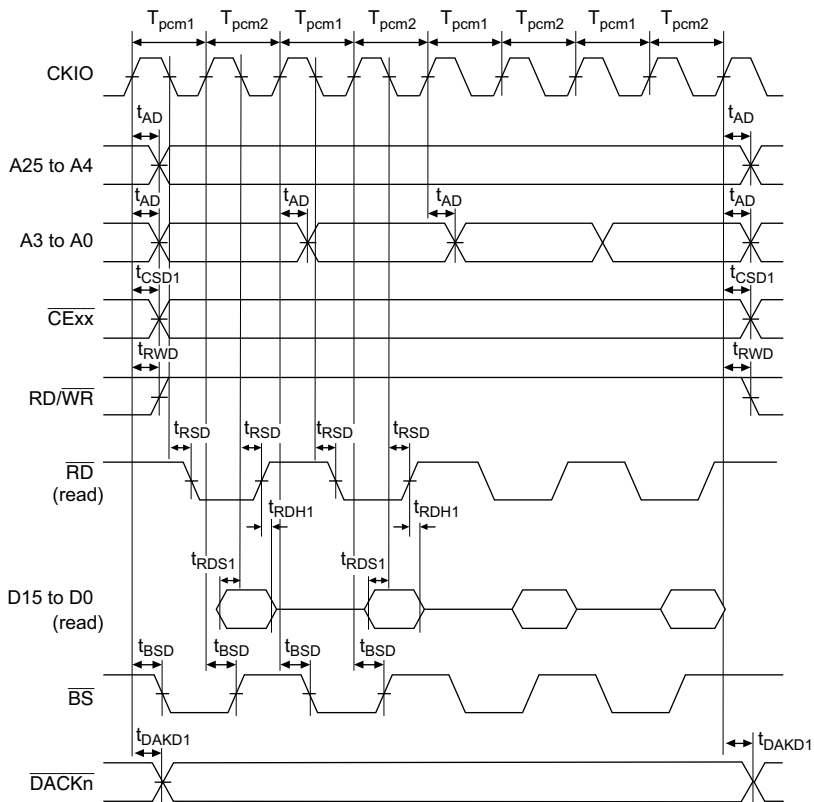 Tpcm1 Tpcm2 Tpcm1 Tpcm2 Tpcm1 Tpcm2 Tpcm1 Tpcm2
CKIO
tAD tAD
A25 to A4
tAD tAD tAD tAD
A3 to A0
tCSD1 tCSD1
CExx
tRWD tRWD
RD/WR
tRSD tRSD tRSD tRSD
RD
(read)
tRDH1 tRDH1
tRDS1 tRDS1
D15 to D0
(read)
tBSD tBSD tBSD tBSD
BS
tDAKD1 tDAKD1
DACKn